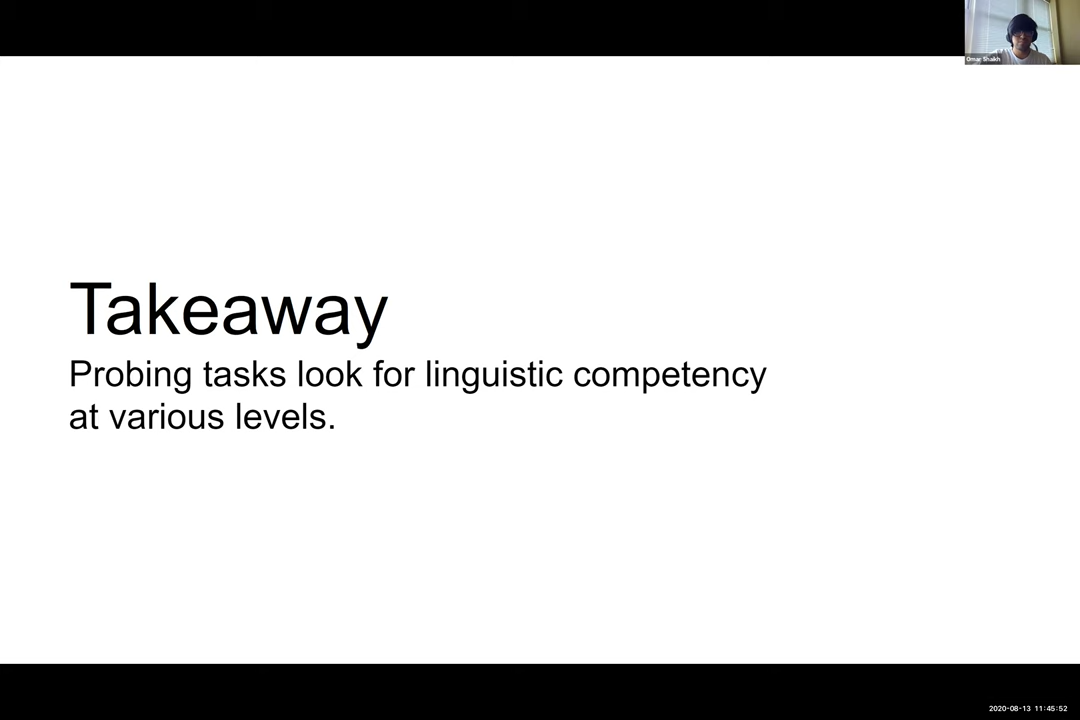 Omar Shaikh
Takeaway
Probing tasks look for linguistic competency
at various levels.
2020-08-13 11:45:52